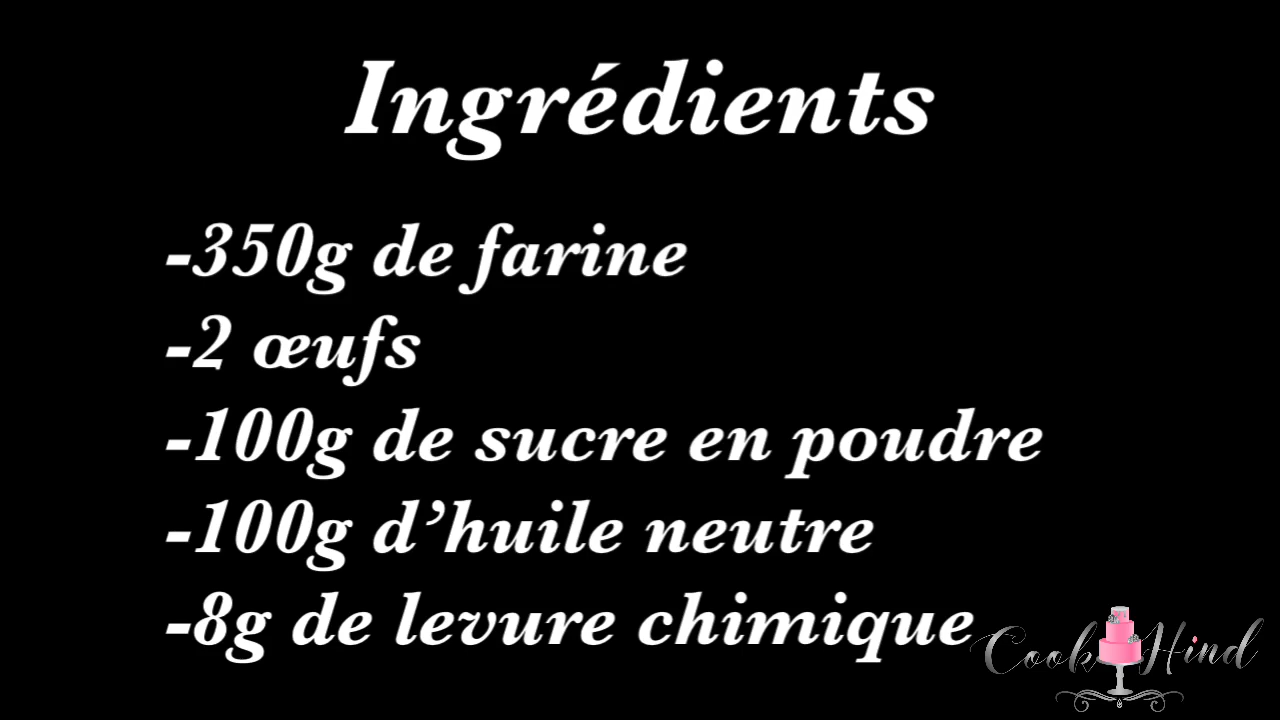 Ingrédients
-350g de farine
-2 œufs
-100g de sucre en poudre
-100g d’huile neutre
-8g de levure chimique
Cook Hind